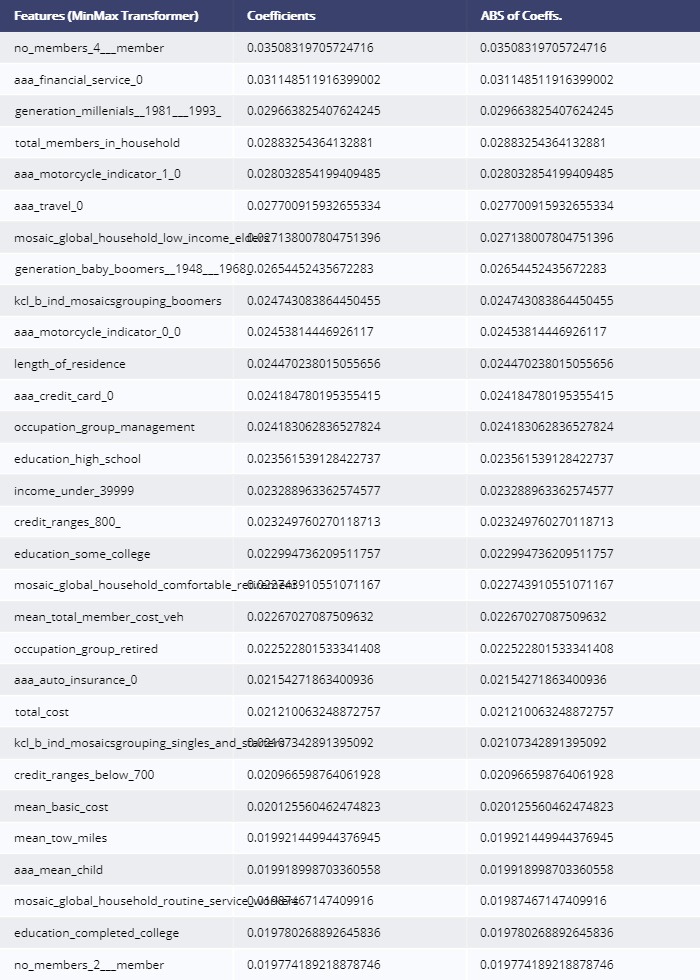 Features (MinMax Transformer) Coefficients ABS of Coeffs.
no_members_4___member 0.03508319705724716 0.03508319705724716
aaa_financial_service_0 0.031148511916399002 0.031148511916399002
generation_millenials__1981___1993_ 0.029663825407624245 0.029663825407624245
total_members_in_household 0.02883254364132881 0.02883254364132881
aaa_motorcycle_indicator_1_0 0.028032854199409485 0.028032854199409485
aaa_travel_0 0.027700915932655334 0.027700915932655334
mosaic_global_household_low_income_elders 0.027138007804751396 0.027138007804751396
generation_baby_boomers__1948___1968_ 0.02654452435672283 0.02654452435672283
kcl_b_ind_mosaicsgrouping_boomers 0.024743083864450455 0.024743083864450455
aaa_motorcycle_indicator_0_0 0.02453814446926117 0.02453814446926117
length_of_residence 0.024470238015055656 0.024470238015055656
aaa_credit_card_0 0.024184780195355415 0.024184780195355415
occupation_group_management 0.024183062836527824 0.024183062836527824
education_high_school 0.023561539128422737 0.023561539128422737
income_under_39999 0.023288963362574577 0.023288963362574577
credit_ranges_800_ 0.023249760270118713 0.023249760270118713
education_some_college 0.022994736209511757 0.022994736209511757
mosaic_global_household_comfortable_retirement 0.022743910551071167 0.022743910551071167
mean_total_member_cost_veh 0.02267027087509632 0.02267027087509632
occupation_group_retired 0.022522801533341408 0.022522801533341408
aaa_auto_insurance_0 0.02154271863400936 0.02154271863400936
total_cost 0.021210063248872757 0.021210063248872757
kcl_b_ind_mosaicsgrouping_singles_and_starters 0.02107342891395092 0.02107342891395092
credit_ranges_below_700 0.020966598764061928 0.020966598764061928
mean_basic_cost 0.020125560462474823 0.020125560462474823
mean_tow_miles 0.019921449944376945 0.019921449944376945
aaa_mean_child 0.019918998703360558 0.019918998703360558
mosaic_global_household_routine_service_workers 0.01987467147409916 0.01987467147409916
education_completed_college 0.019780268892645836 0.019780268892645836
no_members_2___member 0.019774189218878746 0.019774189218878746